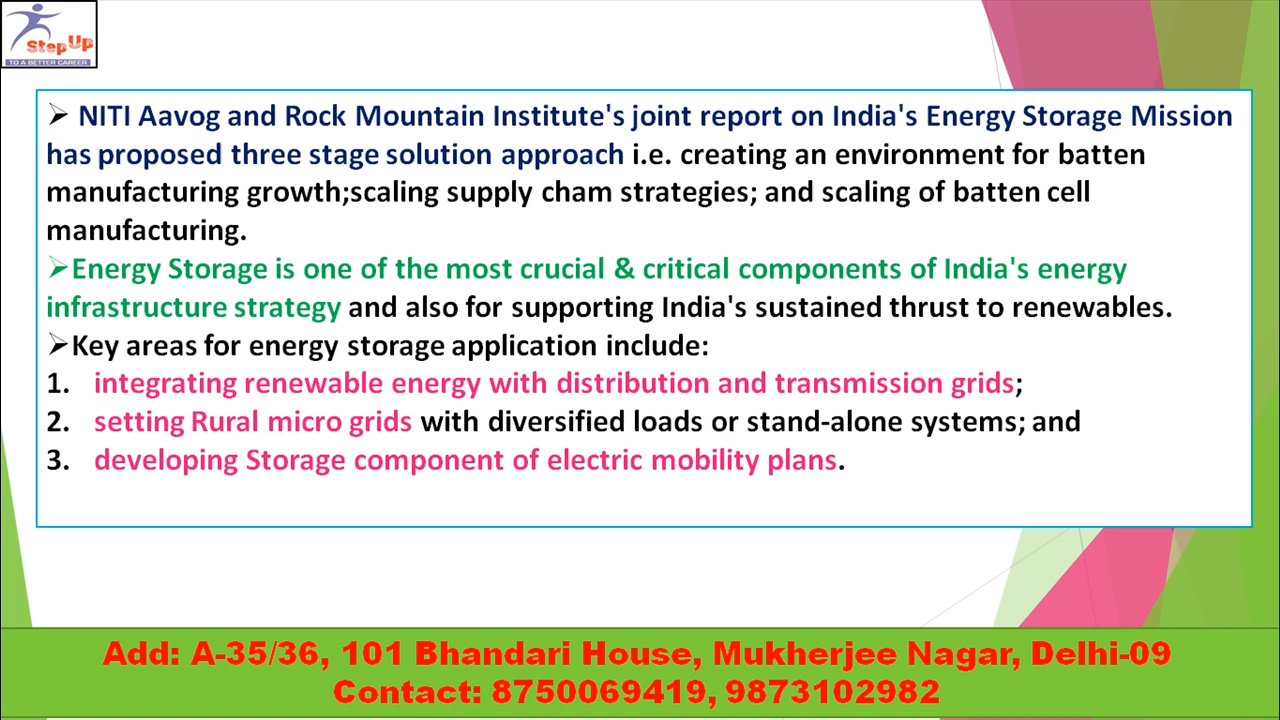 StepUp
TO A BETTER CAREER
➢ NITI Aavog and Rock Mountain Institute's joint report on India's Energy Storage Mission
has proposed three stage solution approach i.e. creating an environment for batten
manufacturing growth;scaling supply cham strategies; and scaling of batten cell
manufacturing.
➢Energy Storage is one of the most crucial & critical components of India's energy
infrastructure strategy and also for supporting India's sustained thrust to renewables.
➢Key areas for energy storage application include:
1. integrating renewable energy with distribution and transmission grids;
2. setting Rural micro grids with diversified loads or stand-alone systems; and
3. developing Storage component of electric mobility plans.
Add: A-35/36, 101 Bhandari House, Mukherjee Nagar, Delhi-09
Contact: 8750069419, 9873102982